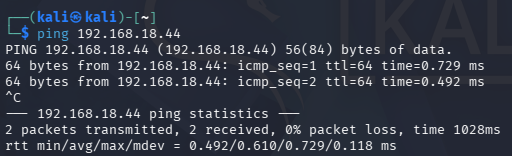 ┌──(kali㉿kali)-[~]
└─$ ping 192.168.18.44
PING 192.168.18.44 (192.168.18.44) 56(84) bytes of data.
64 bytes from 192.168.18.44: icmp_seq=1 ttl=64 time=0.729 ms
64 bytes from 192.168.18.44: icmp_seq=2 ttl=64 time=0.492 ms
^C
--- 192.168.18.44 ping statistics ---
2 packets transmitted, 2 received, 0% packet loss, time 1028ms
rtt min/avg/max/mdev = 0.492/0.610/0.729/0.118 ms